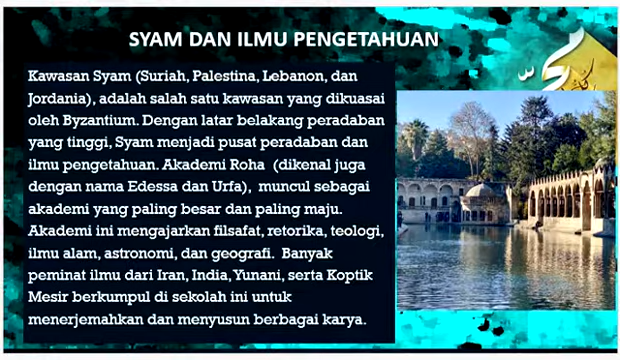 SYAM DAN ILMU PENGETAHUAN
Kawasan Syam (Suriah, Palestina, Lebanon, dan
Jordania), adalah salah satu kawasan yang dikuasai
oleh Byzantium. Dengan latar belakang peradaban
yang tinggi, Syam menjadi pusat peradaban dan
ilmu pengetahuan. Akademi Roha (dikenal juga
dengan nama Edessa dan Urfa), muncul sebagai
akademi yang paling besar dan paling maju.
Akademi ini mengajarkan filsafat, retorika, teologi,
ilmu alam, astronomi, dan geografi. Banyak
peminat ilmu dari Iran, India, Yunani, serta Koptik
Mesir berkumpul di sekolah ini untuk
menerjemahkan dan menyusun berbagai karya.